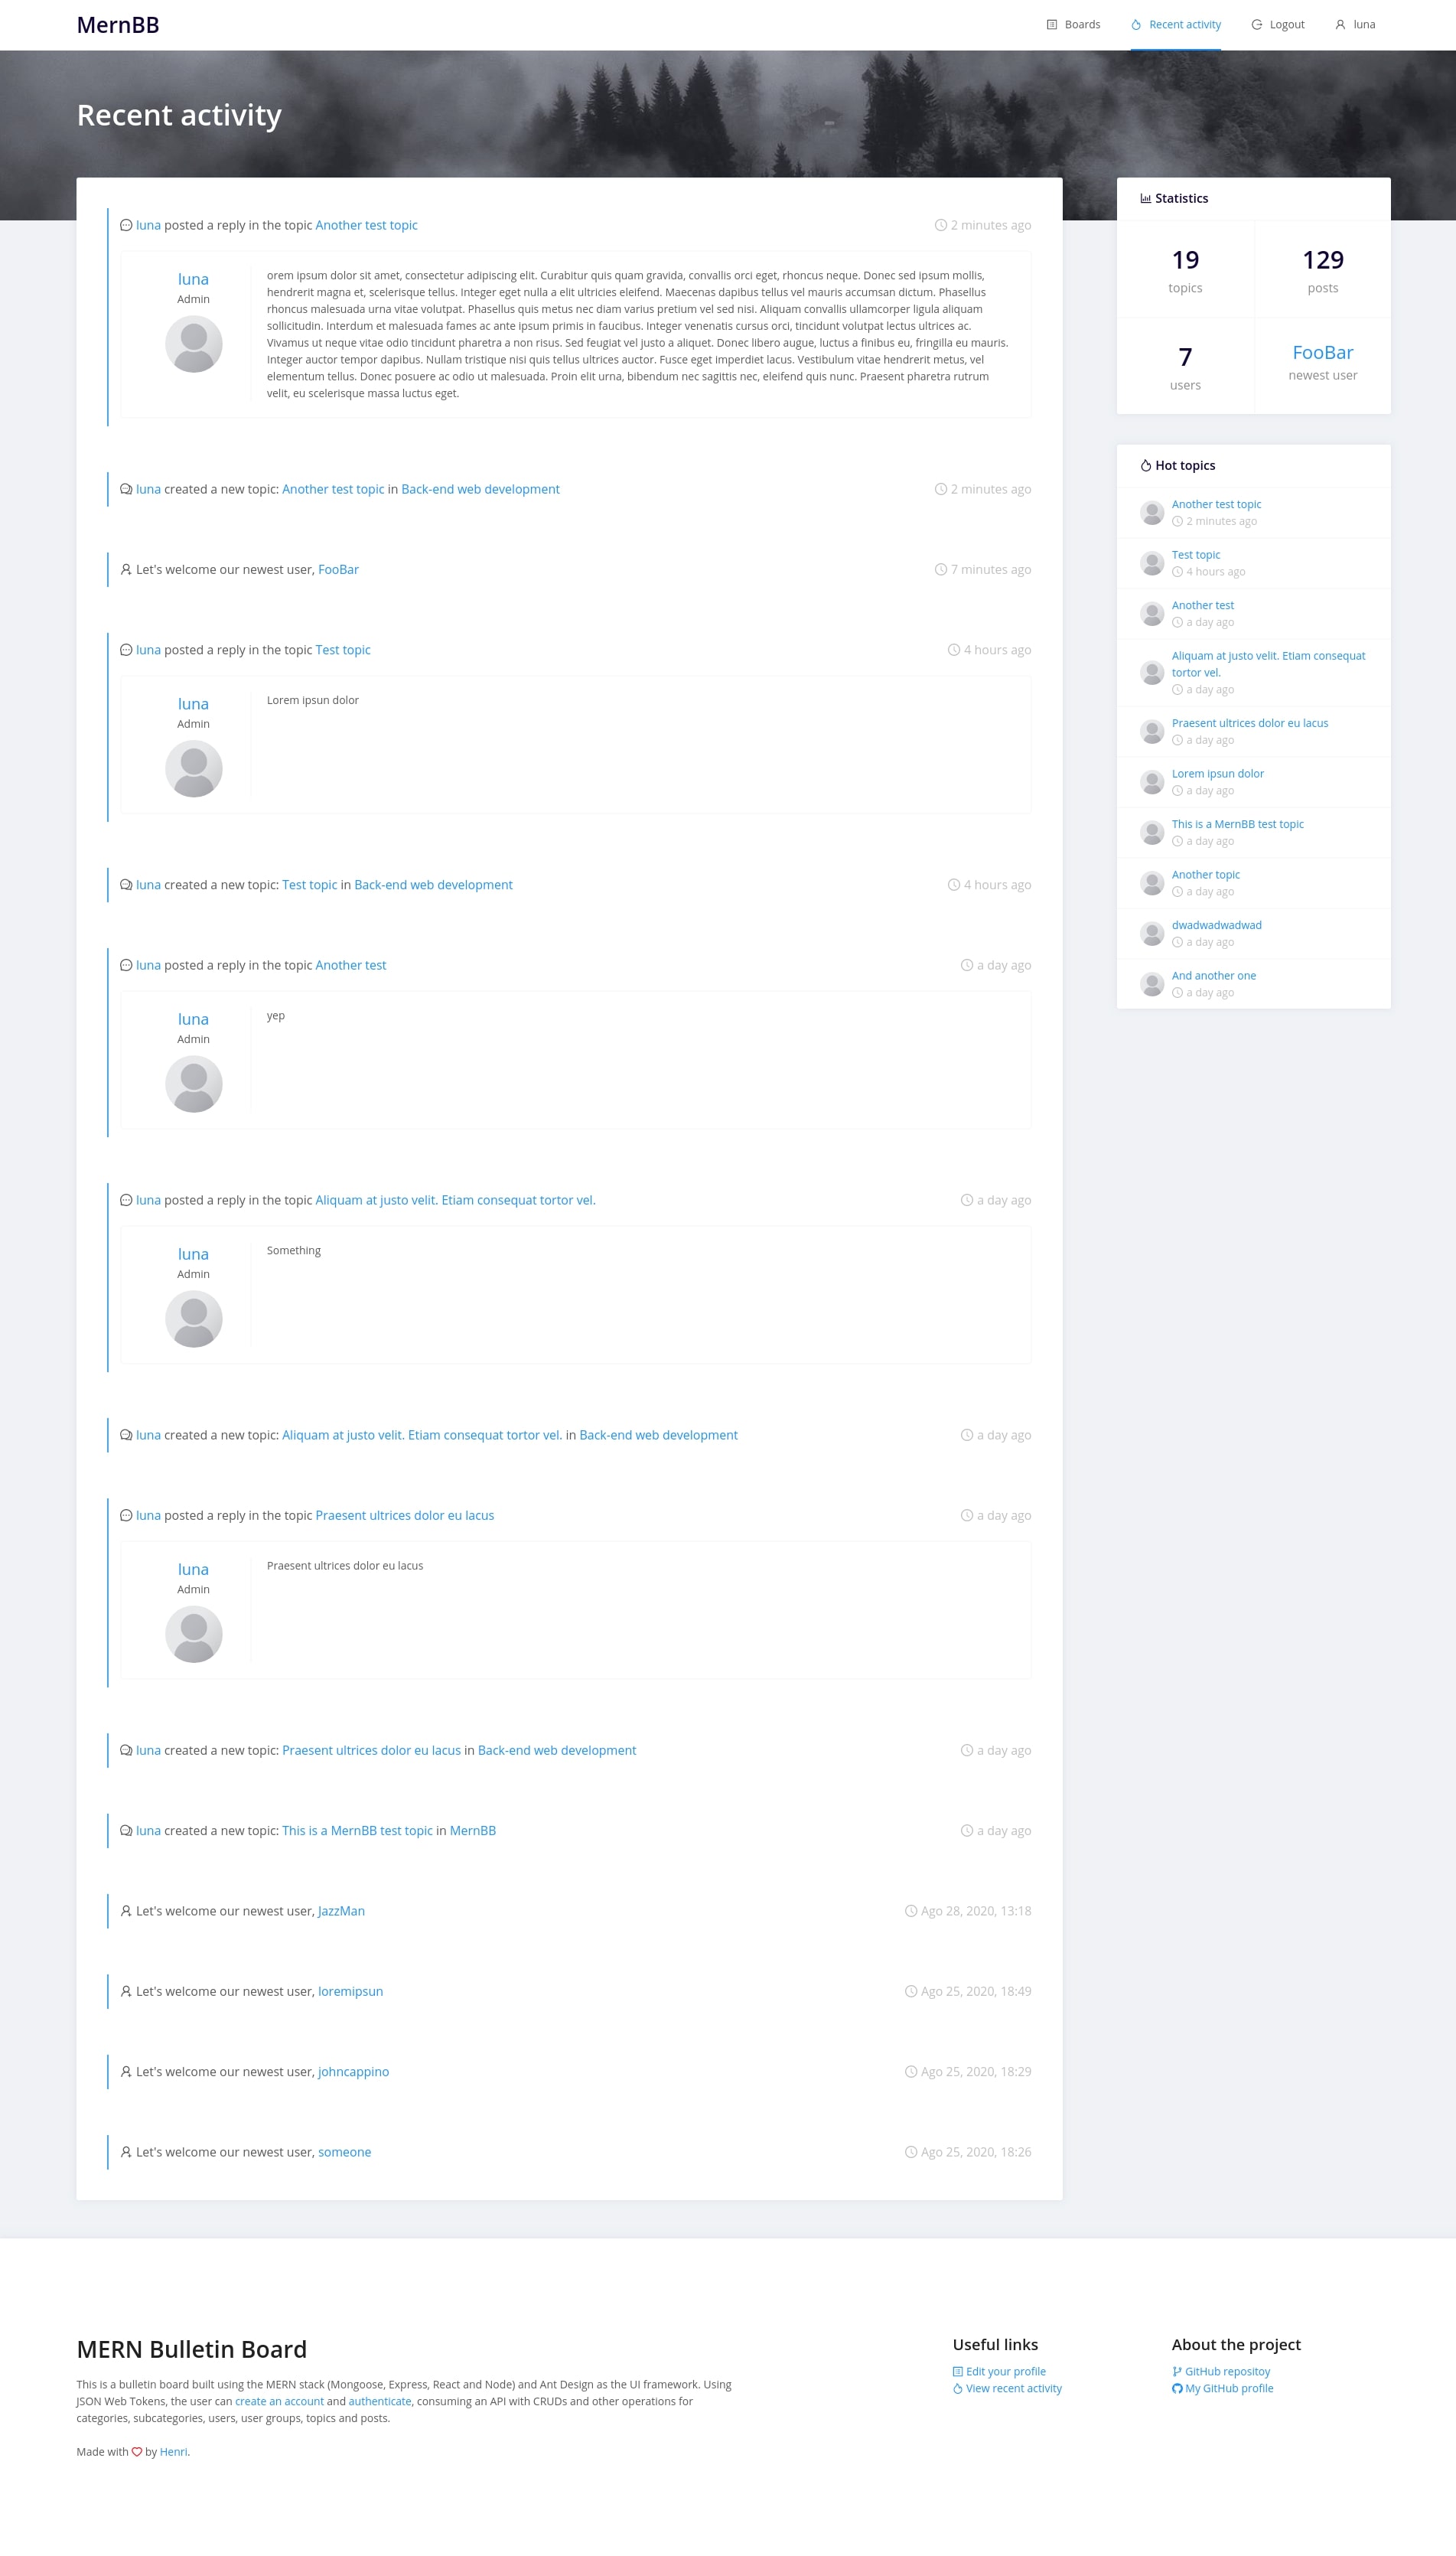 MernBB
Boards
Recent activity
Logout
luna
Recent activity
luna posted a reply in the topic Another test topic
2 minutes ago
luna
Admin
orem ipsum dolor sit amet, consectetur adipiscing elit. Curabitur quis quam gravida, convallis orci eget, rhoncus neque. Donec sed ipsum mollis,
hendrerit magna et, scelerisque tellus. Integer eget nulla a elit ultricies eleifend. Maecenas dapibus tellus vel mauris accumsan dictum. Phasellus
rhoncus malesuada urna vitae volutpat. Phasellus quis metus nec diam varius pretium vel sed nisi. Aliquam convallis ullamcorper ligula aliquam
sollicitudin. Interdum et malesuada fames ac ante ipsum primis in faucibus. Integer venenatis cursus orci, tincidunt volutpat lectus ultrices ac.
Vivamus ut neque vitae odio tincidunt pharetra a non risus. Sed feugiat vel justo a aliquet. Donec libero augue, luctus a finibus eu, fringilla eu mauris.
Integer auctor tempor dapibus. Nullam tristique nisi quis tellus ultrices auctor. Fusce eget imperdiet lacus. Vestibulum vitae hendrerit metus, vel
elementum tellus. Donec posuere ac odio ut malesuada. Proin elit urna, bibendum nec sagittis nec, eleifend quis nunc. Praesent pharetra rutrum
velit, eu scelerisque massa luctus eget.
luna created a new topic: Another test topic in Back-end web development
2 minutes ago
Let's welcome our newest user, FooBar
7 minutes ago
luna posted a reply in the topic Test topic
4 hours ago
luna
Admin
Lorem ipsun dolor
luna created a new topic: Test topic in Back-end web development
4 hours ago
luna posted a reply in the topic Another test
a day ago
luna
Admin
yep
luna posted a reply in the topic Aliquam at justo velit. Etiam consequat tortor vel.
a day ago
luna
Admin
Something
luna created a new topic: Aliquam at justo velit. Etiam consequat tortor vel. in Back-end web development
a day ago
luna posted a reply in the topic Praesent ultrices dolor eu lacus
a day ago
luna
Admin
Praesent ultrices dolor eu lacus
luna created a new topic: Praesent ultrices dolor eu lacus in Back-end web development
a day ago
luna created a new topic: This is a MernBB test topic in MernBB
a day ago
Let's welcome our newest user, JazzMan
Ago 28, 2020, 13:18
Let's welcome our newest user, loremipsun
Ago 25, 2020, 18:49
Let's welcome our newest user, johncappino
Ago 25, 2020, 18:29
Let's welcome our newest user, someone
Ago 25, 2020, 18:26
Statistics
19
topics
129
posts
7
users
FooBar
newest user
Hot topics
Another test topic
2 minutes ago
Test topic
4 hours ago
Another test
a day ago
Aliquam at justo velit. Etiam consequat
tortor vel.
a day ago
Praesent ultrices dolor eu lacus
a day ago
Lorem ipsun dolor
a day ago
This is a MernBB test topic
a day ago
Another topic
a day ago
dwadwadwadwad
a day ago
And another one
a day ago
MERN Bulletin Board
This is a bulletin board built using the MERN stack (Mongoose, Express, React and Node) and Ant Design as the UI framework. Using
JSON Web Tokens, the user can create an account and authenticate, consuming an API with CRUDs and other operations for
categories, subcategories, users, user groups, topics and posts.
Made with by Henri.
Useful links
Edit your profile
View recent activity
About the project
GitHub repositoy
My GitHub profile